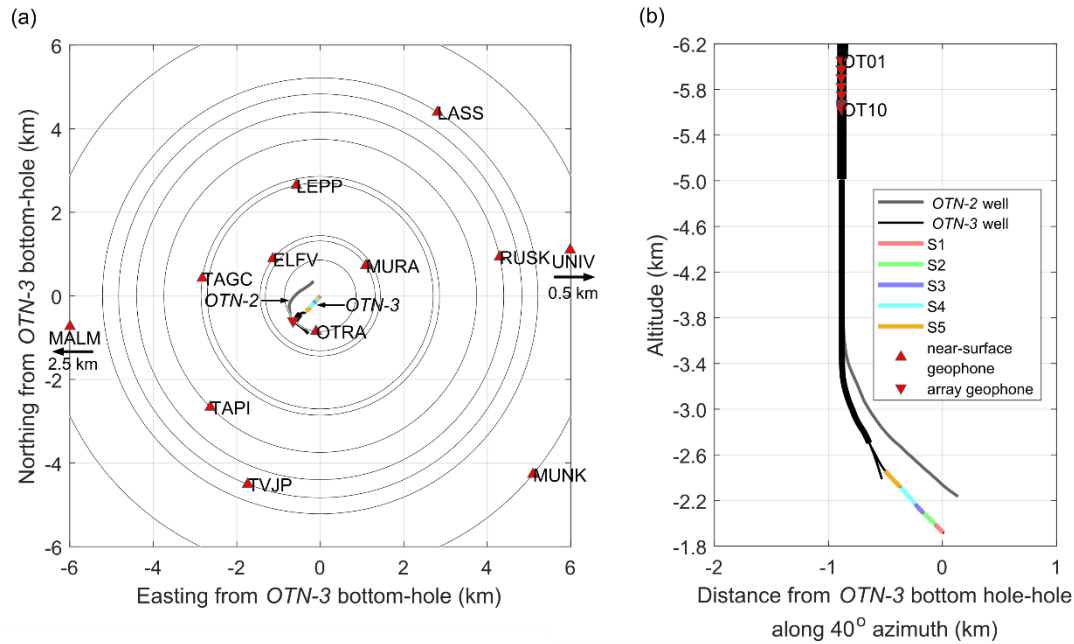 (a)
6
4
2
0
-2
-4
-6
-6
-4
-2
0
2
4
6
Northing from OTN-3 bottom-hole (km)
Easting from OTN-3 bottom-hole (km)
LASS
LEPP
ELFV
MURA
RUSK
UNIV
0.5 km
TAGC
OTN-2
OTN-3
OTRA
MALM
2.5 km
TAPI
TVJP
MUNK
(b)
-6.2
-5.8
-5.4
-5.0
-4.6
-4.2
-3.8
-3.4
-3.0
-2.6
-2.2
-1.8
-2
-1
0
1
Altitude (km)
Distance from OTN-3 bottom hole-hole
along 40o azimuth (km)
OT01
OT10
OTN-2 well
OTN-3 well
S1
S2
S3
S4
S5
near-surface
geophone
array geophone